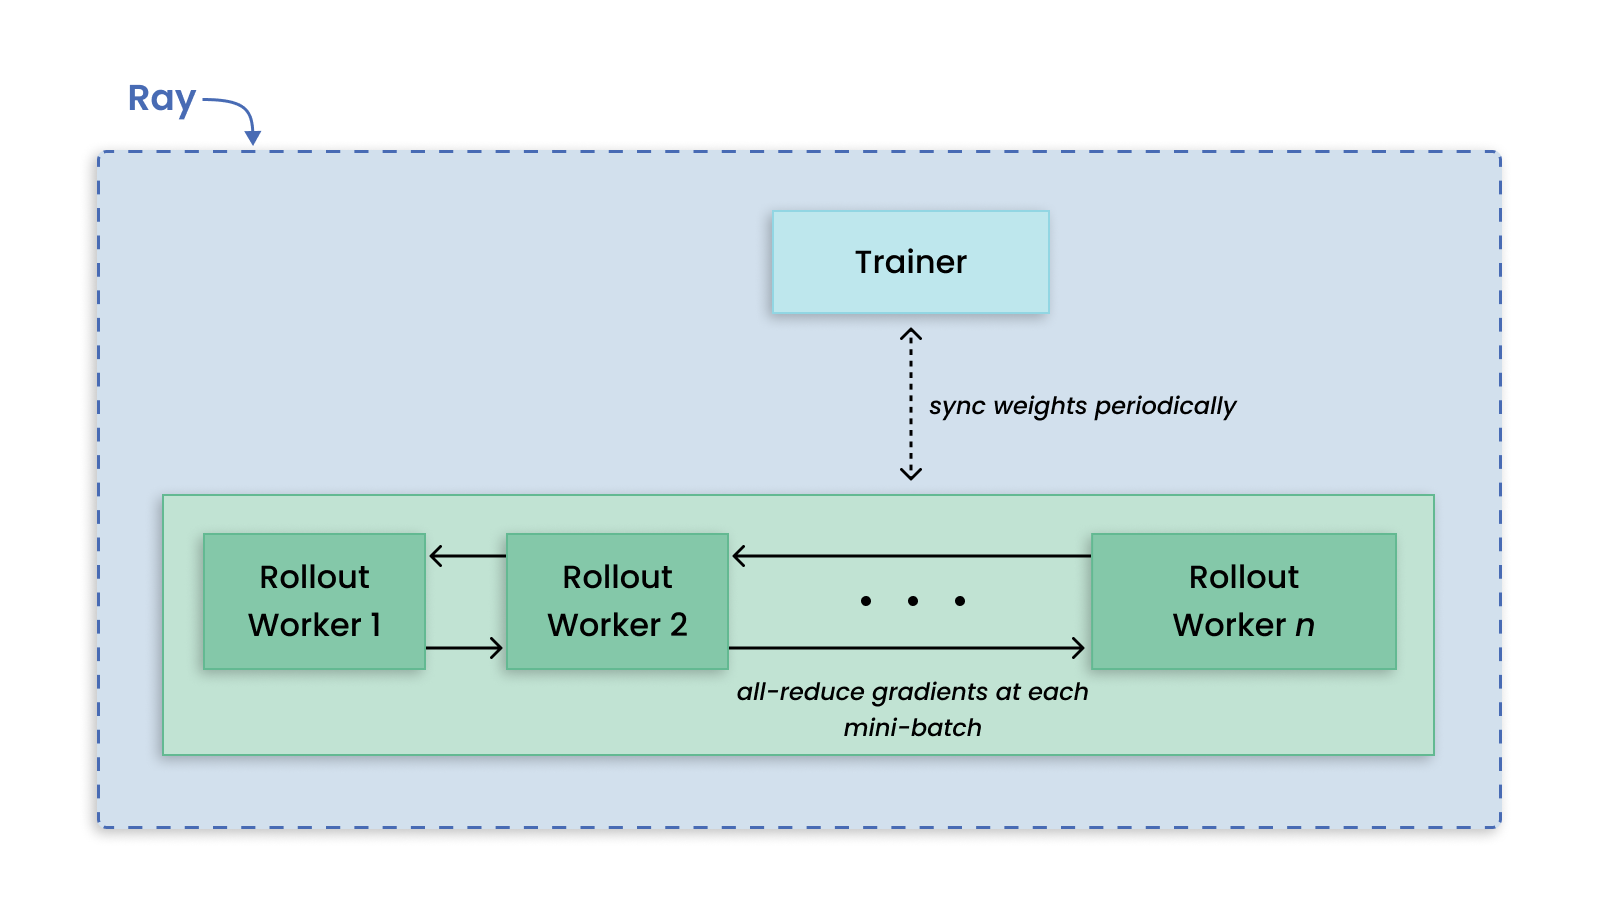 Ray
Trainer
sync weights periodically
Rollout
Worker 1
Rollout
Worker 2
Rollout
Worker n
all-reduce gradients at each
mini-batch